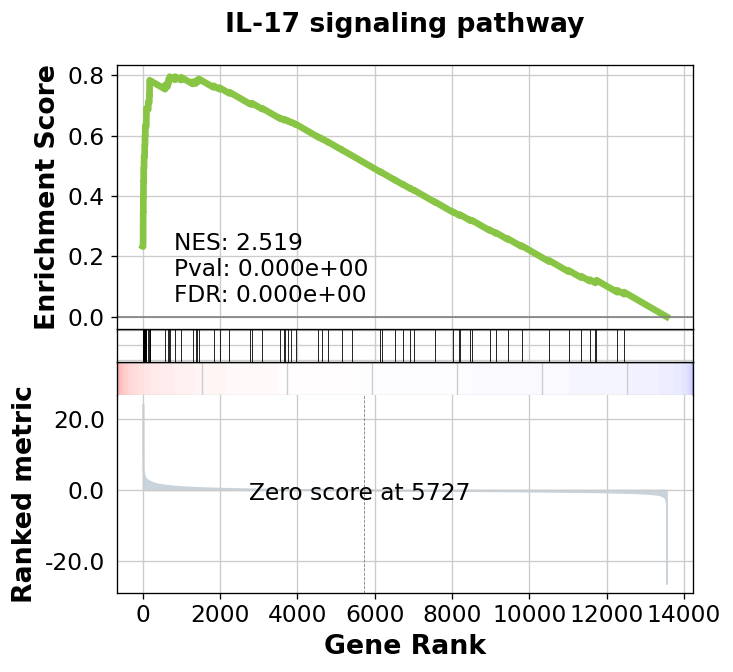 IL-17 signaling pathway
Enrichment Score
0.8
0.6
0.4
0.2
0.0
NES: 2.519
Pval: 0.000e+00
FDR: 0.000e+00
Ranked metric
20.0
0.0
-20.0
Zero score at 5727
0 2000 4000 6000 8000 10000 12000 14000
Gene Rank